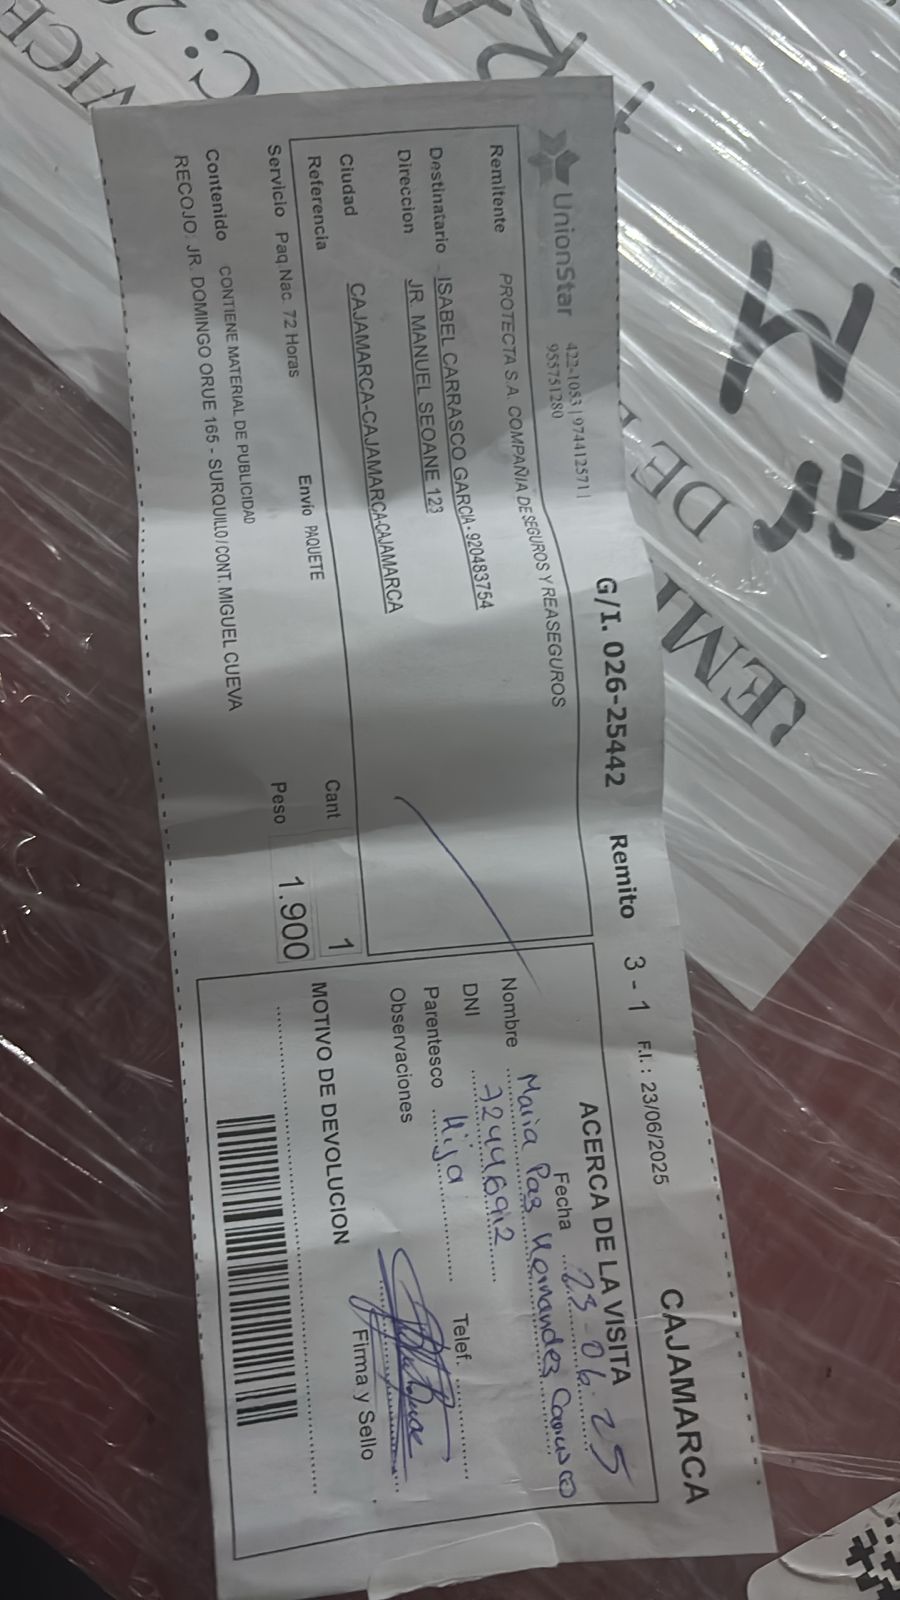 UnionStar
422-1053 | 974412571 |
955751280
G/I. 026-25442 Remito 3 - 1 F.I. : 23/06/2025 CAJAMARCA
Remitente PROTECTA S.A. COMPAÑIA DE SEGUROS Y REASEGUROS
Destinatario ISABEL CARRASCO GARCIA - 920483754
Direccion JR. MANUEL SEOANE 123
Ciudad CAJAMARCA-CAJAMARCA-CAJAMARCA
Referencia
Servicio Paq.Nac. 72 Horas Envio PAQUETE
Cant 1
Peso 1.900
Contenido CONTIENE MATERIAL DE PUBLICIDAD
RECOJO: JR. DOMINGO ORUE 165 - SURQUILLO / CONT. MIGUEL CUEVA
ACERCA DE LA VISITA
Fecha 23-06-25
Nombre Maria Paz Hernandez
DNI 72446912
Parentesco Hija Telef.
Observaciones
Firma y Sello
MOTIVO DE DEVOLUCION
DE